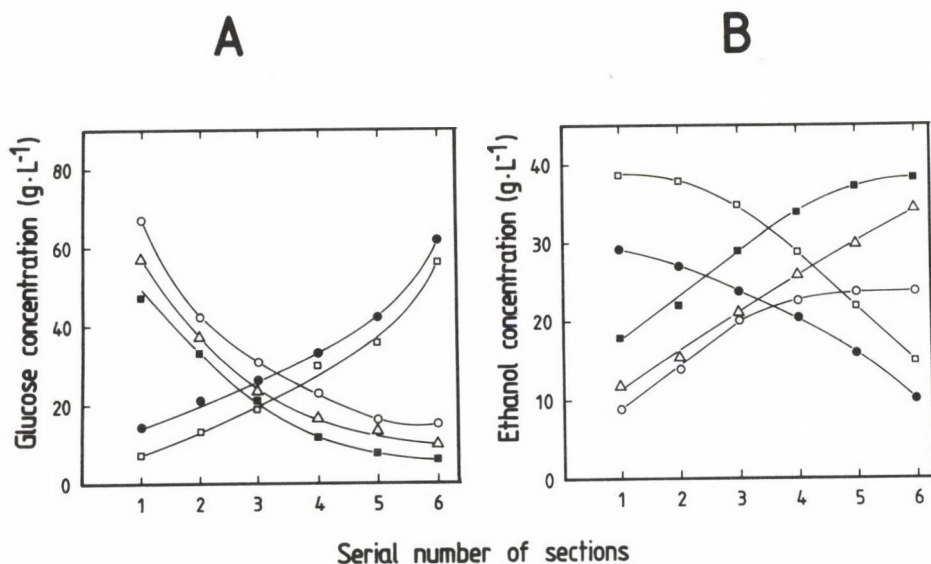 A
B
Glucose concentration (g·L⁻¹)
80
60
40
20
0
1 2 3 4 5 6
Ethanol concentration (g·L⁻¹)
40
30
20
10
0
1 2 3 4 5 6
Serial number of sections